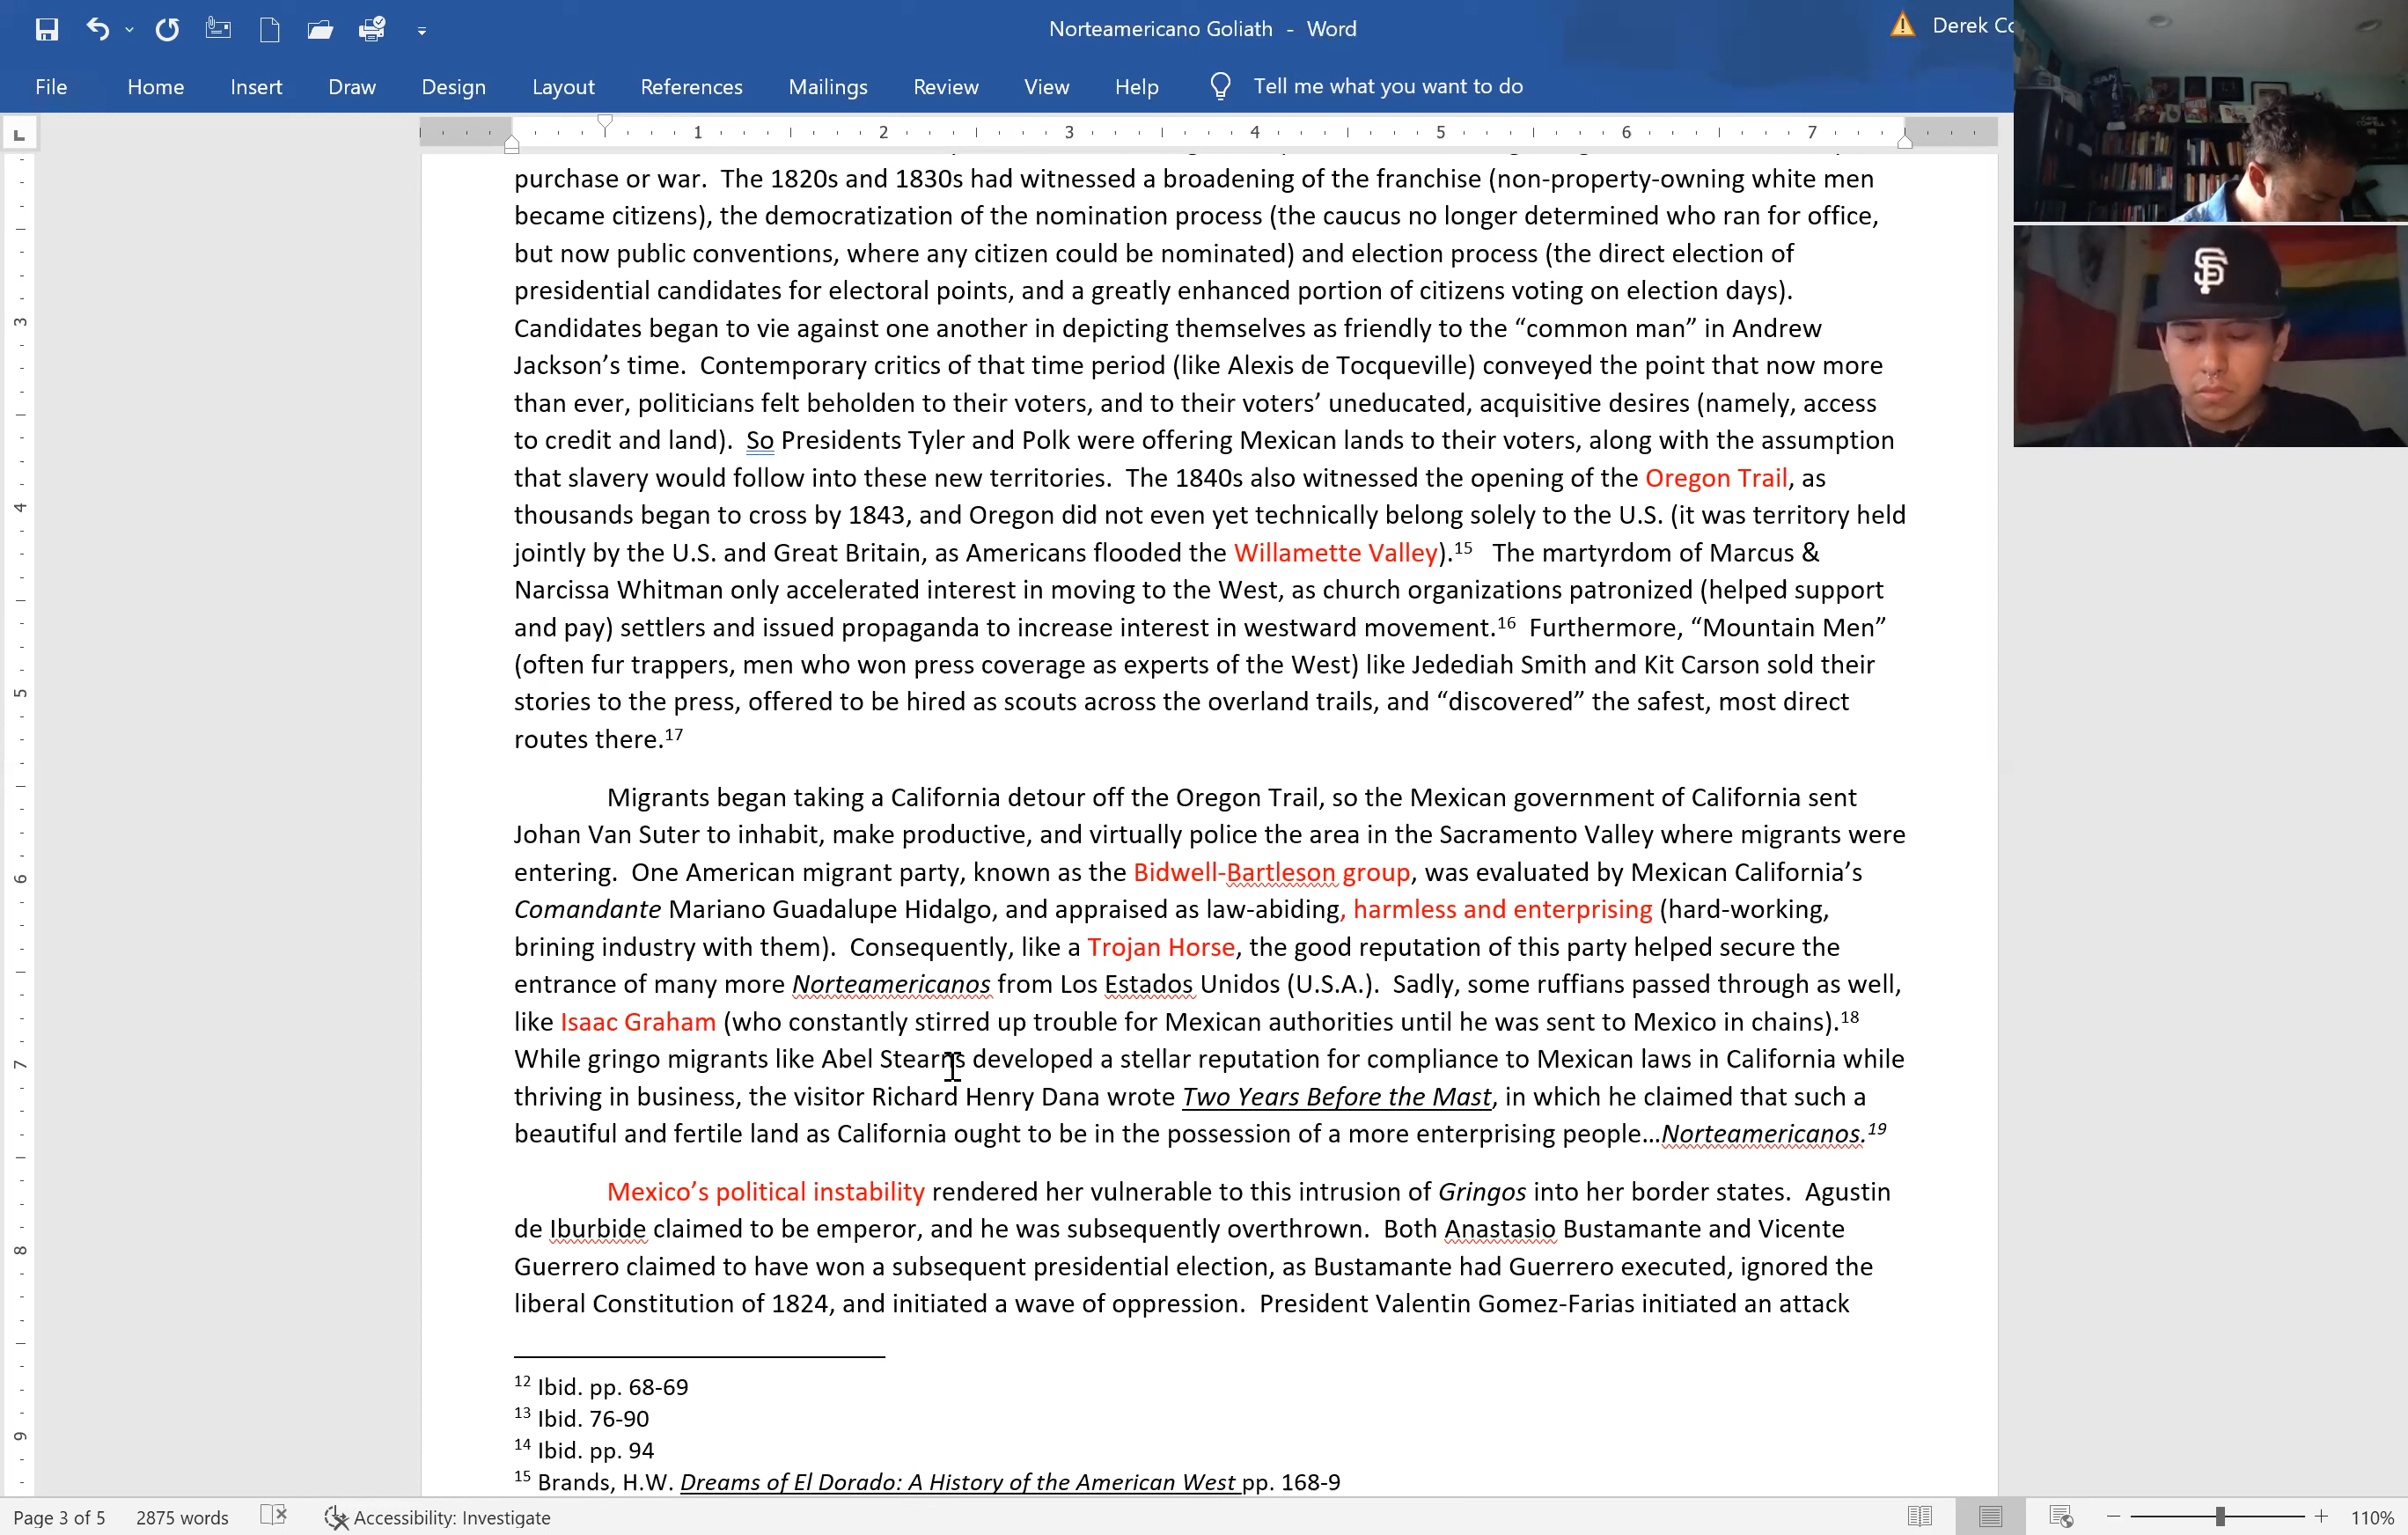 Norteamericano Goliath - Word
Derek Co
File Home Insert Draw Design Layout References Mailings Review View Help Tell me what you want to do
1 2 3 4 5 6 7
purchase or war. The 1820s and 1830s had witnessed a broadening of the franchise (non-property-owning white men
became citizens), the democratization of the nomination process (the caucus no longer determined who ran for office,
but now public conventions, where any citizen could be nominated) and election process (the direct election of
presidential candidates for electoral points, and a greatly enhanced portion of citizens voting on election days).
Candidates began to vie against one another in depicting themselves as friendly to the “common man” in Andrew
Jackson’s time. Contemporary critics of that time period (like Alexis de Tocqueville) conveyed the point that now more
than ever, politicians felt beholden to their voters, and to their voters’ uneducated, acquisitive desires (namely, access
to credit and land). So Presidents Tyler and Polk were offering Mexican lands to their voters, along with the assumption
that slavery would follow into these new territories. The 1840s also witnessed the opening of the Oregon Trail, as
thousands began to cross by 1843, and Oregon did not even yet technically belong solely to the U.S. (it was territory held
jointly by the U.S. and Great Britain, as Americans flooded the Willamette Valley).15 The martyrdom of Marcus &
Narcissa Whitman only accelerated interest in moving to the West, as church organizations patronized (helped support
and pay) settlers and issued propaganda to increase interest in westward movement.16 Furthermore, “Mountain Men”
(often fur trappers, men who won press coverage as experts of the West) like Jedediah Smith and Kit Carson sold their
stories to the press, offered to be hired as scouts across the overland trails, and “discovered” the safest, most direct
routes there.17
Migrants began taking a California detour off the Oregon Trail, so the Mexican government of California sent
Johan Van Suter to inhabit, make productive, and virtually police the area in the Sacramento Valley where migrants were
entering. One American migrant party, known as the Bidwell-Bartleson group, was evaluated by Mexican California’s
Comandante Mariano Guadalupe Hidalgo, and appraised as law-abiding, harmless and enterprising (hard-working,
brining industry with them). Consequently, like a Trojan Horse, the good reputation of this party helped secure the
entrance of many more Norteamericanos from Los Estados Unidos (U.S.A.). Sadly, some ruffians passed through as well,
like Isaac Graham (who constantly stirred up trouble for Mexican authorities until he was sent to Mexico in chains).18
While gringo migrants like Abel Stearns developed a stellar reputation for compliance to Mexican laws in California while
thriving in business, the visitor Richard Henry Dana wrote Two Years Before the Mast, in which he claimed that such a
beautiful and fertile land as California ought to be in the possession of a more enterprising people…Norteamericanos.19
Mexico’s political instability rendered her vulnerable to this intrusion of Gringos into her border states. Agustin
de Iburbide claimed to be emperor, and he was subsequently overthrown. Both Anastasio Bustamante and Vicente
Guerrero claimed to have won a subsequent presidential election, as Bustamante had Guerrero executed, ignored the
liberal Constitution of 1824, and initiated a wave of oppression. President Valentin Gomez-Farias initiated an attack
12 Ibid. pp. 68-69
13 Ibid. 76-90
14 Ibid. pp. 94
15 Brands, H.W. Dreams of El Dorado: A History of the American West pp. 168-9
3
4
5
6
7
8
9
SF
Page 3 of 5 2875 words Accessibility: Investigate 110%